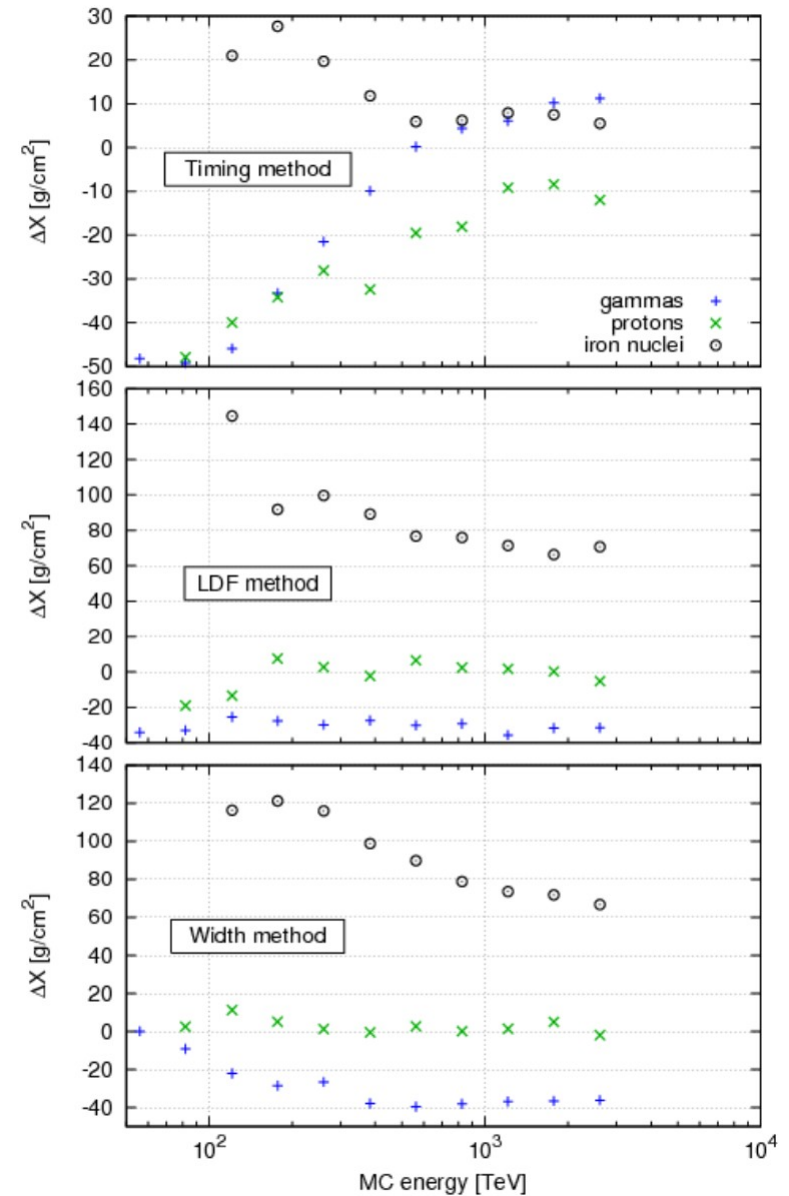 30
20
10
0
-10
-20
-30
-40
-50
ΔX [g/cm²]
Timing method
gammas
protons
iron nuclei
160
140
120
100
80
60
40
20
0
-20
-40
ΔX [g/cm²]
LDF method
140
120
100
80
60
40
20
0
-20
-40
ΔX [g/cm²]
Width method
10² 10³ 10⁴
MC energy [TeV]